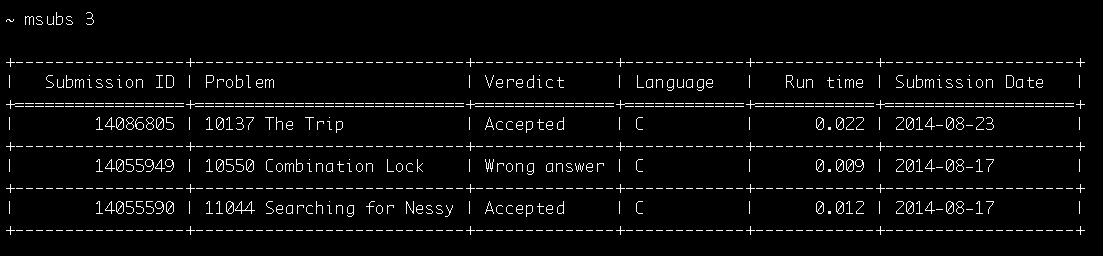 ~ msubs 3
Submission ID | Problem | Veredict | Language | Run time | Submission Date
14086805 | 10137 The Trip | Accepted | C | 0.022 | 2014-08-23
14055949 | 10550 Combination Lock | Wrong answer | C | 0.009 | 2014-08-17
14055590 | 11044 Searching for Nessy | Accepted | C | 0.012 | 2014-08-17